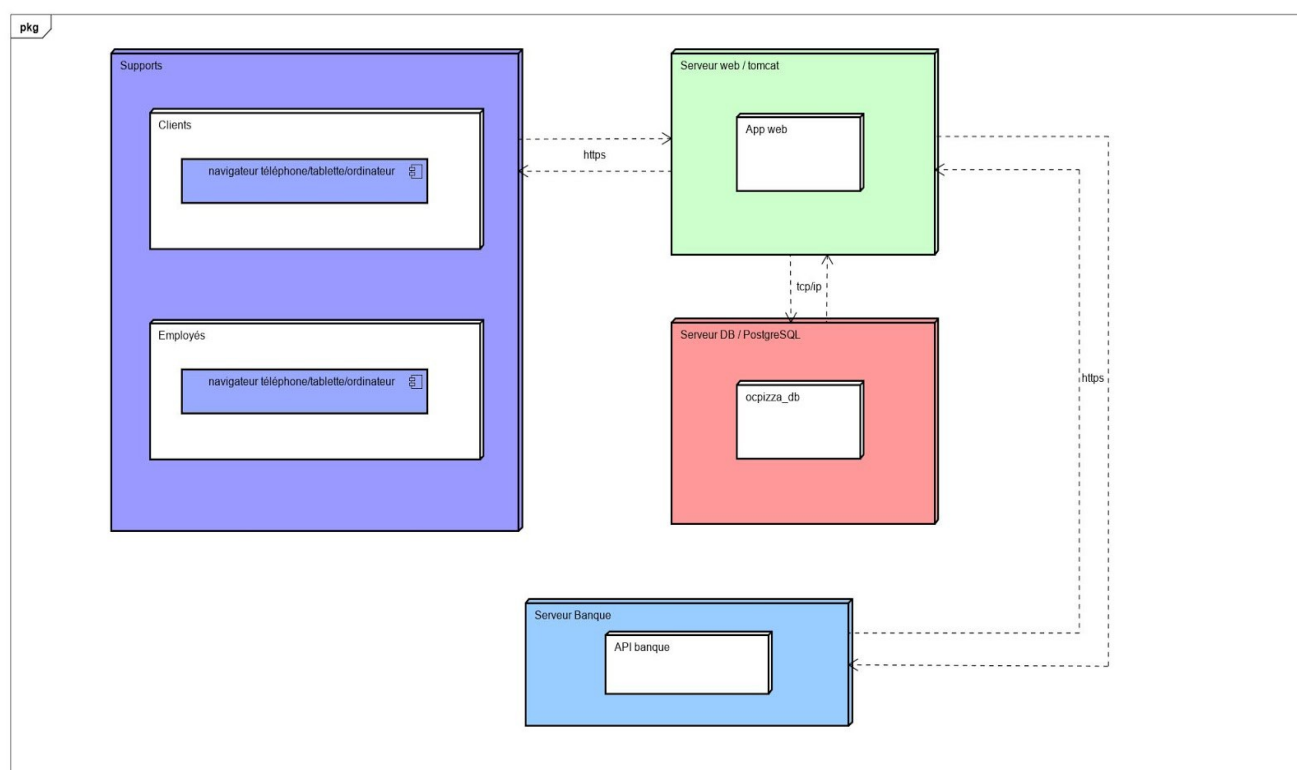 pkg
Supports
Clients
navigateur téléphone/tablette/ordinateur
Employés
navigateur téléphone/tablette/ordinateur
https
Serveur web / tomcat
App web
tcp/ip
Serveur DB / PostgreSQL
ocpizza_db
https
Serveur Banque
API banque